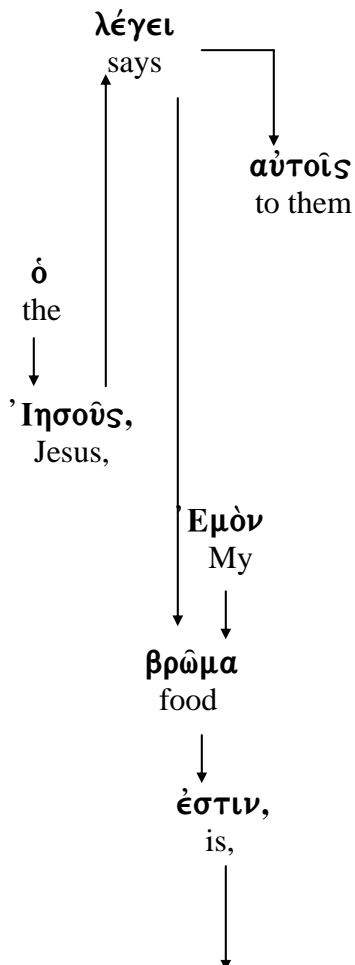 λέγει
says
αὐτοῖς
to them
ὁ
the
Ἰησοῦς,
Jesus,
Ἐμὸν
My
βρῶμα
food
ἐστιν,
is,